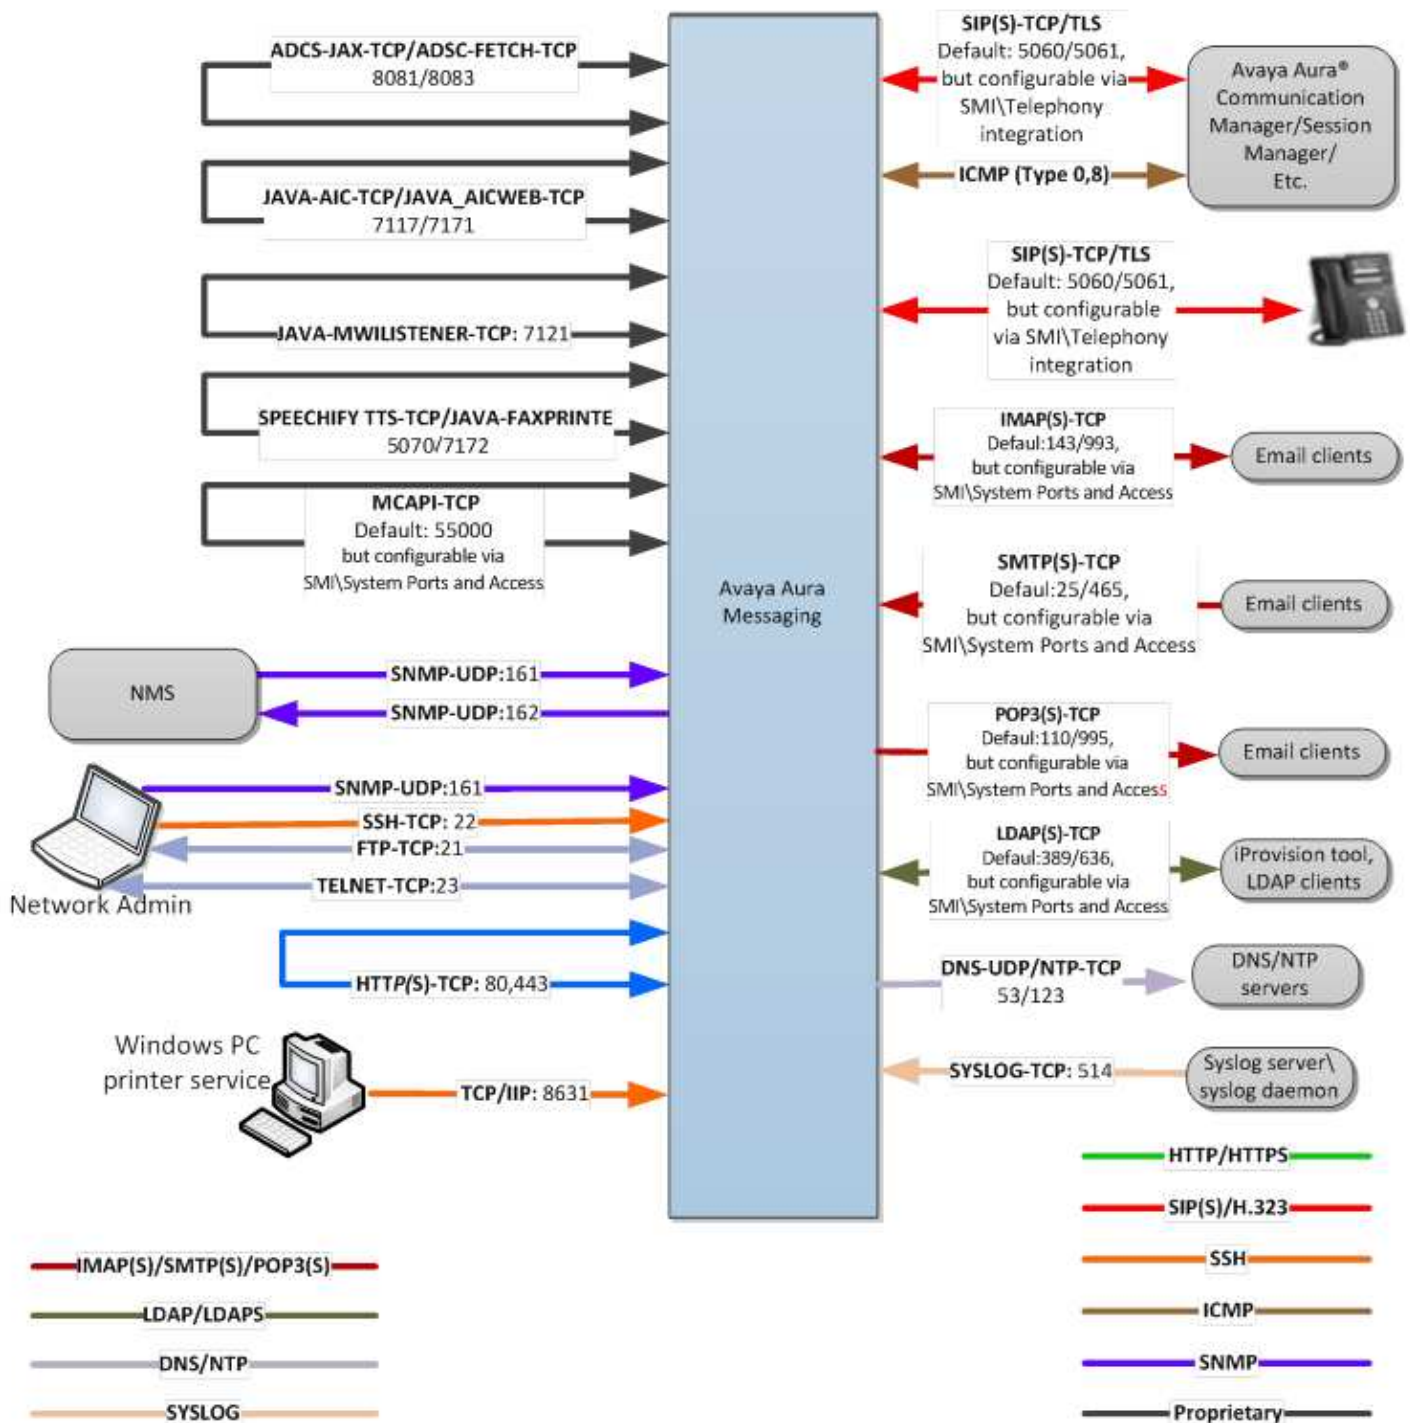 ADCS-JAX-TCP/ADSC-FETCH-TCP
8081/8083
JAVA-AIC-TCP/JAVA_AICWEB-TCP
7117/7171
JAVA-MWILISTENER-TCP: 7121
SPEECHIFY TTS-TCP/JAVA-FAXPRINTE
5070/7172
MCAPI-TCP
Default: 55000
but configurable via
SMI\System Ports and Access
NMS
SNMP-UDP:161
SNMP-UDP:162
SNMP-UDP:161
SSH-TCP: 22
FTP-TCP:21
TELNET-TCP:23
Network Admin
HTTP(S)-TCP: 80,443
Windows PC
printer service
TCP/IIP: 8631
Avaya Aura
Messaging
SIP(S)-TCP/TLS
Default: 5060/5061,
but configurable via
SMI\Telephony
integration
ICMP (Type 0,8)
Avaya Aura®
Communication
Manager/Session
Manager/
Etc.
SIP(S)-TCP/TLS
Default: 5060/5061,
but configurable
via SMI\Telephony
integration
IMAP(S)-TCP
Defaul:143/993,
but configurable via
SMI\System Ports and Access
Email clients
SMTP(S)-TCP
Defaul:25/465,
but configurable via
SMI\System Ports and Access
Email clients
POP3(S)-TCP
Defaul:110/995,
but configurable via
SMI\System Ports and Access
Email clients
LDAP(S)-TCP
Defaul:389/636,
but configurable via
SMI\System Ports and Access
iProvision tool,
LDAP clients
DNS-UDP/NTP-TCP
53/123
DNS/NTP
servers
SYSLOG-TCP: 514
Syslog server\
syslog daemon
IMAP(S)/SMTP(S)/POP3(S)
LDAP/LDAPS
DNS/NTP
SYSLOG
HTTP/HTTPS
SIP(S)/H.323
SSH
ICMP
SNMP
Proprietary